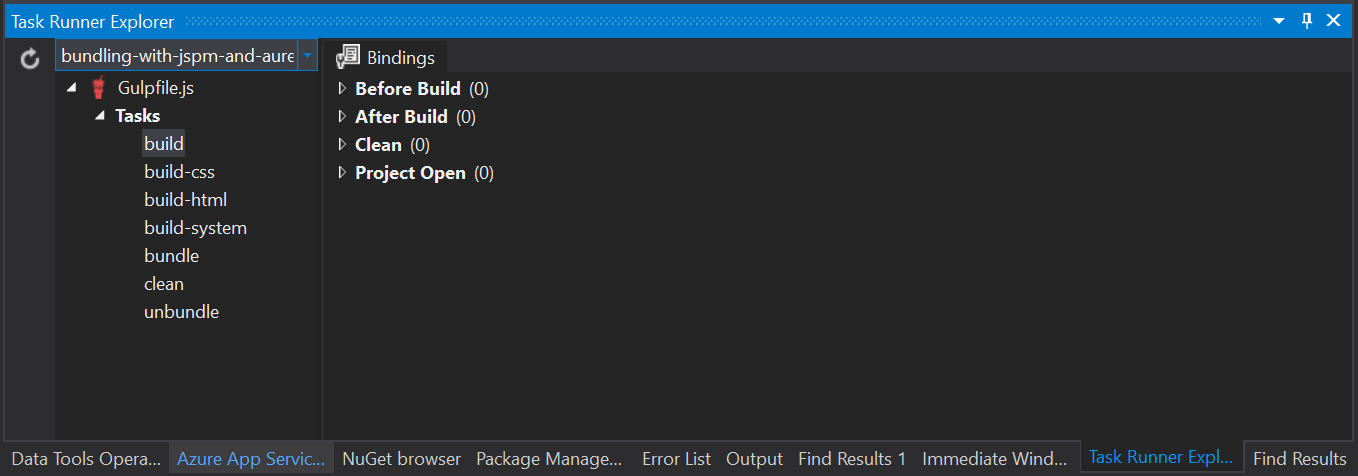 Task Runner Explorer
bundling-with-jspm-and-aure
Bindings
Gulpfile.js
Before Build (0)
Tasks
After Build (0)
build
Clean (0)
build-css
Project Open (0)
build-html
build-system
bundle
clean
unbundle
Data Tools Opera... Azure App Servic... NuGet browser Package Manage... Error List Output Find Results 1 Immediate Wind... Task Runner Expl... Find Results